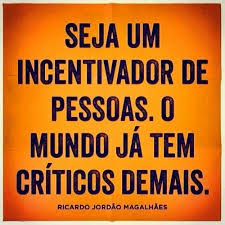 SEJA UM
INCENTIVADOR DE
PESSOAS. O
MUNDO JÁ TEM
CRÍTICOS DEMAIS.
RICARDO JORDÃO MAGALHÃES